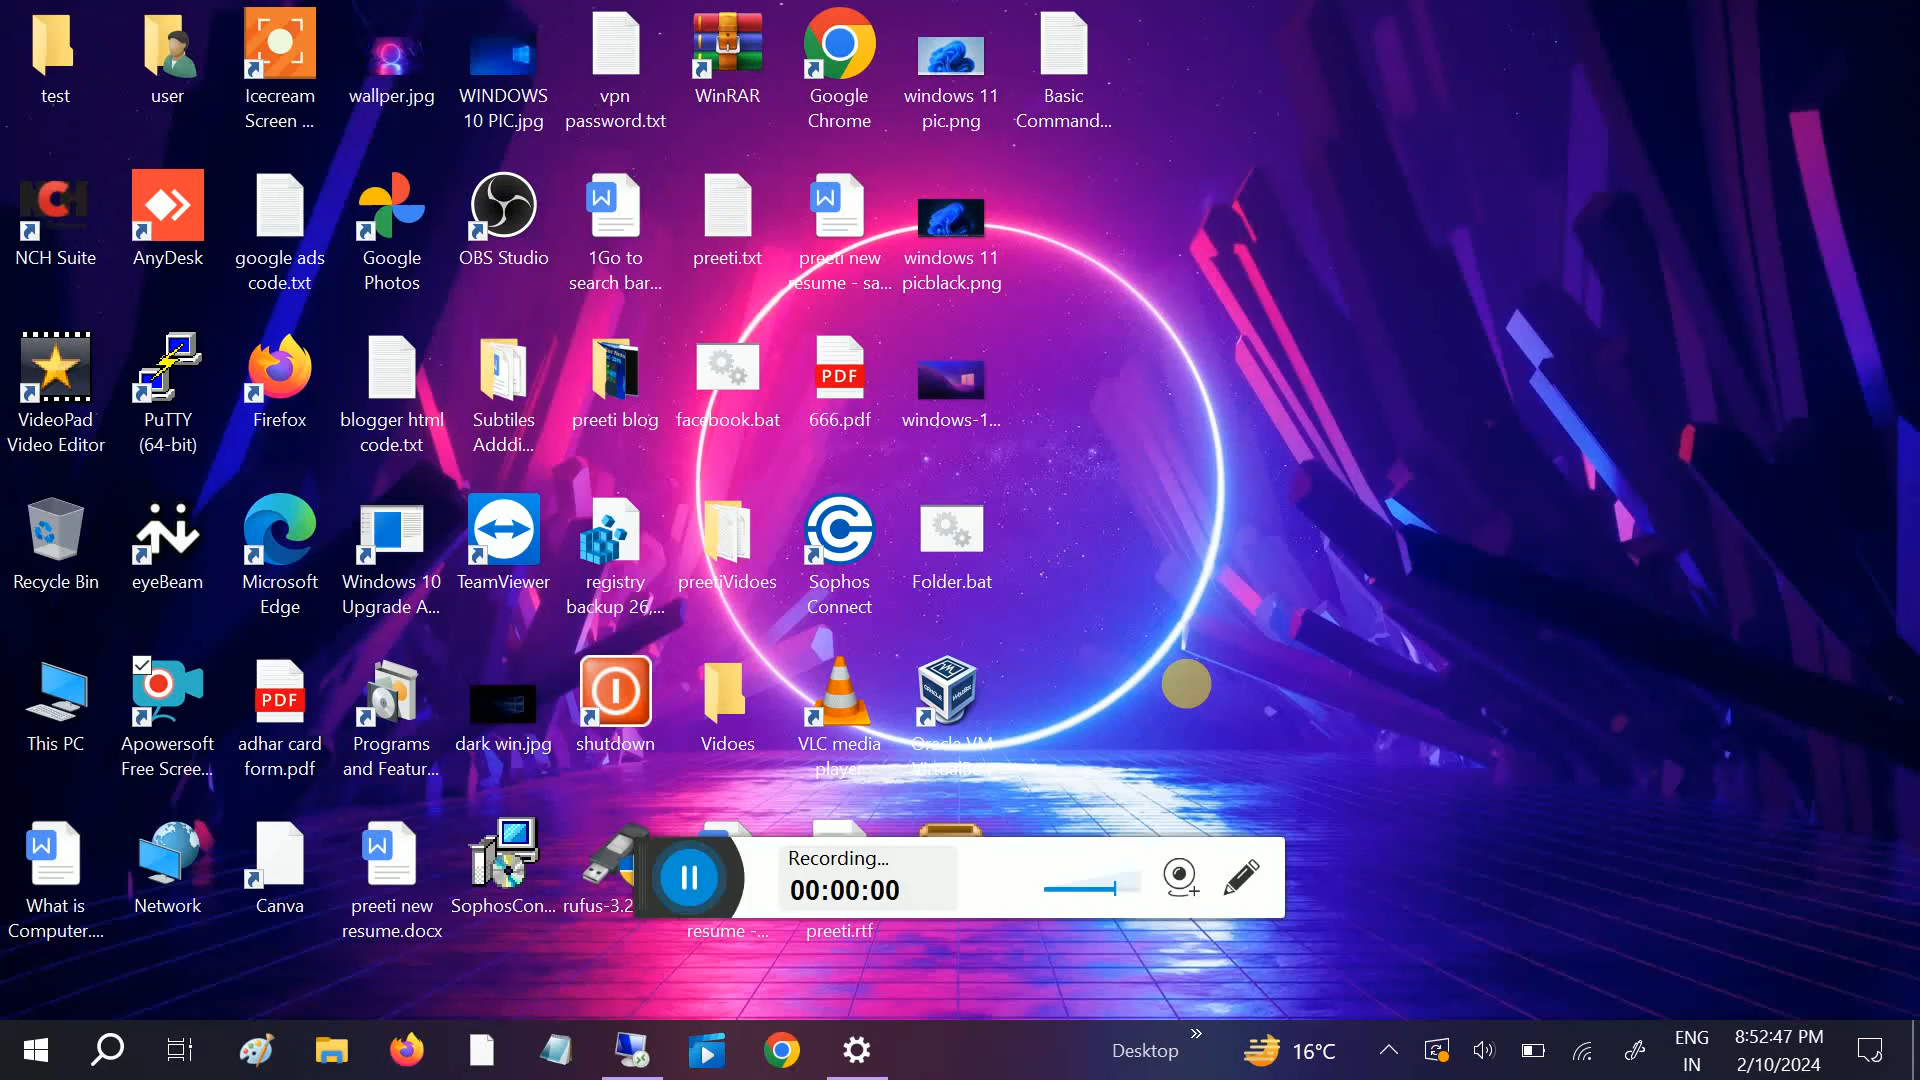 test
user
Icecream
Screen ...
wallper.jpg
WINDOWS
10 PIC.jpg
vpn
password.txt
WinRAR
Google
Chrome
windows 11
pic.png
Basic
Command...
NCH Suite
AnyDesk
google ads
code.txt
Google
Photos
OBS Studio
1Go to
search bar...
preeti.txt
preeti new
resume - sa...
windows 11
picblack.png
VideoPad
Video Editor
PuTTY
(64-bit)
Firefox
blogger html
code.txt
Subtiles
Adddi...
preeti blog
facebook.bat
PDF
666.pdf
windows-1...
Recycle Bin
eyeBeam
Microsoft
Edge
Windows 10
Upgrade A...
TeamViewer
registry
backup 26,...
preetiVidoes
Sophos
Connect
Folder.bat
This PC
Apowersoft
Free Scree...
PDF
adhar card
form.pdf
Programs
and Featur...
dark win.jpg
shutdown
Vidoes
VLC media
player
Oracle VM
VirtualBox
What is
Computer....
Network
Canva
preeti new
resume.docx
SophosCon...
rufus-3.2
resume -...
preeti.rtf
Recording...
00:00:00
Desktop
16°C
ENG
IN
8:52:47 PM
2/10/2024